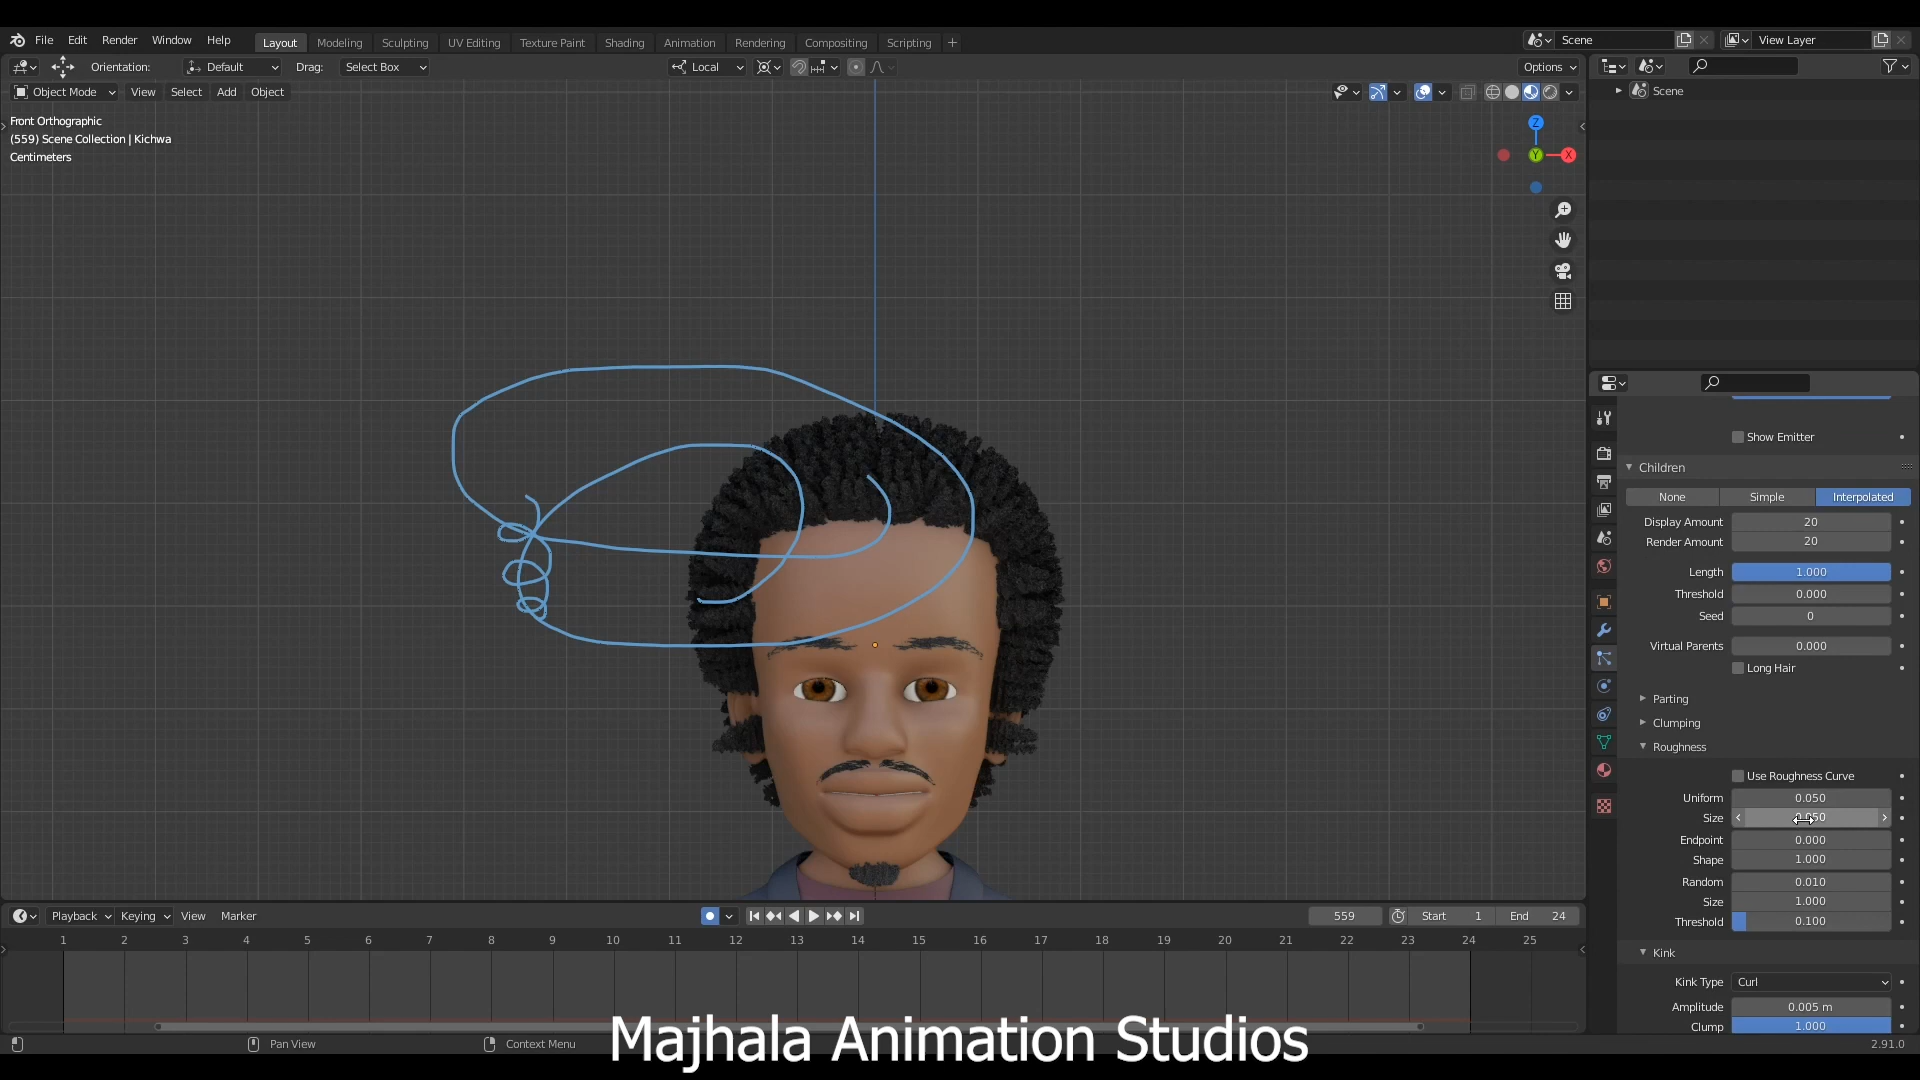 File Edit Render Window Help Layout Modeling Sculpting UV Editing Texture Paint Shading Animation Rendering Compositing Scripting + Scene View Layer
Orientation: Default Drag: Select Box Local Options
Object Mode View Select Add Object
Scene
Front Orthographic
(559) Scene Collection | Kichwa
Centimeters
Z
Y
X
Show Emitter
Children
None Simple Interpolated
Display Amount 20
Render Amount 20
Length 1.000
Threshold 0.000
Seed 0
Virtual Parents 0.000
Long Hair
Parting
Clumping
Roughness
Use Roughness Curve
Uniform 0.050
Size
Endpoint 0.000
Shape 1.000
Random 0.010
Size 1.000
Threshold 0.100
Kink
Kink Type Curl
Amplitude 0.005 m
Clump 1.000
Playback Keying View Marker 559 Start 1 End 24
1 2 3 4 5 6 7 8 9 10 11 12 13 14 15 16 17 18 19 20 21 22 23 24 25
Pan View Context Menu 2.91.0
Majhala Animation Studios